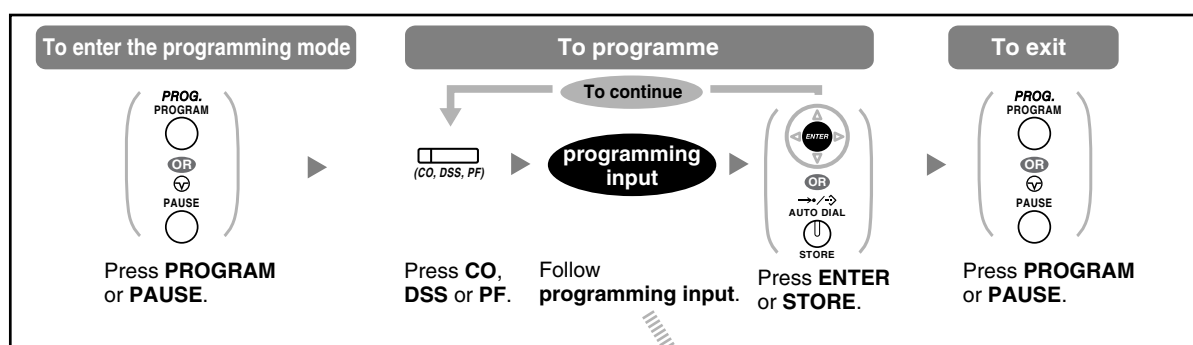 To enter the programming mode
To programme
To exit
To continue
PROG.
PROGRAM
OR
PAUSE
(CO, DSS, PF)
programming
input
ENTER
OR
AUTO DIAL
STORE
PROG.
PROGRAM
OR
PAUSE
Press PROGRAM
or PAUSE.
Press CO,
DSS or PF.
Follow
programming input.
Press ENTER
or STORE.
Press PROGRAM
or PAUSE.